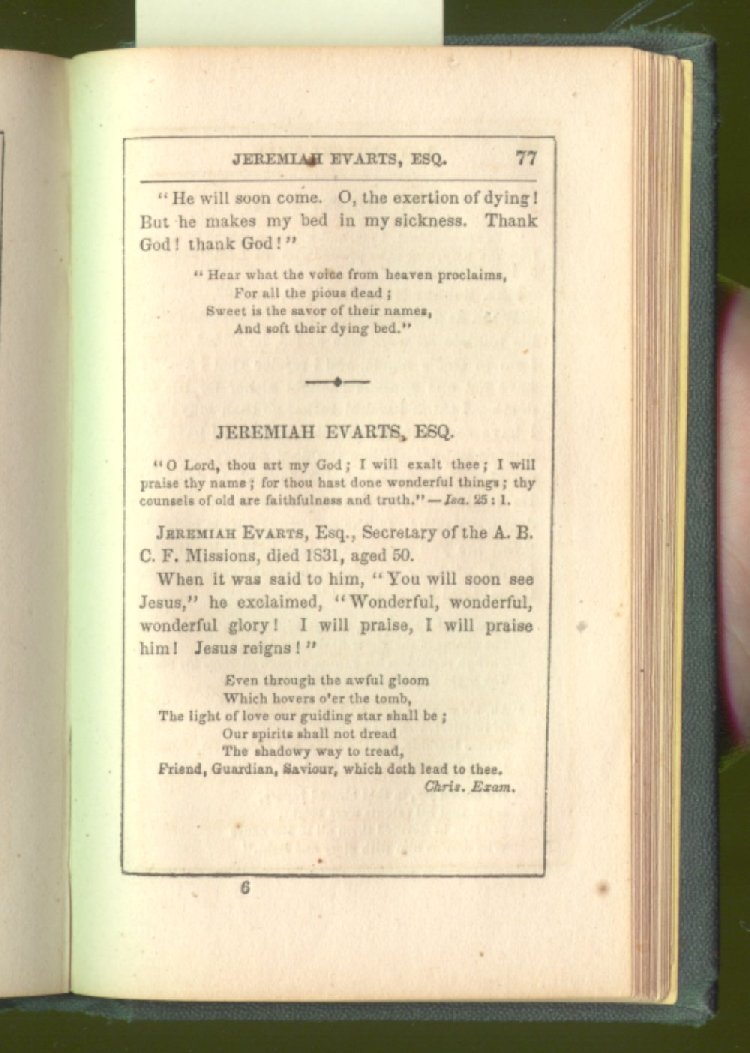 JEREMIAH EVARTS, ESQ. 77
"He will soon come. O, the exertion of dying!
But he makes my bed in my sickness. Thank
God! thank God!"
"Hear what the voice from heaven proclaims,
For all the pious dead;
Sweet is the savor of their names,
And soft their dying bed."
JEREMIAH EVARTS, ESQ.
"O Lord, thou art my God; I will exalt thee; I will
praise thy name; for thou hast done wonderful things; thy
counsels of old are faithfulness and truth."—Isa. 25:1.
JEREMIAH EVARTS, Esq., Secretary of the A. B.
C. F. Missions, died 1831, aged 50.
When it was said to him, "You will soon see
Jesus," he exclaimed, "Wonderful, wonderful,
wonderful glory! I will praise, I will praise
him! Jesus reigns!"
Even through the awful gloom
Which hovers o'er the tomb,
The light of love our guiding star shall be;
Our spirits shall not dread
The shadowy way to tread,
Friend, Guardian, Saviour, which doth lead to thee.
Chris. Exam.
6